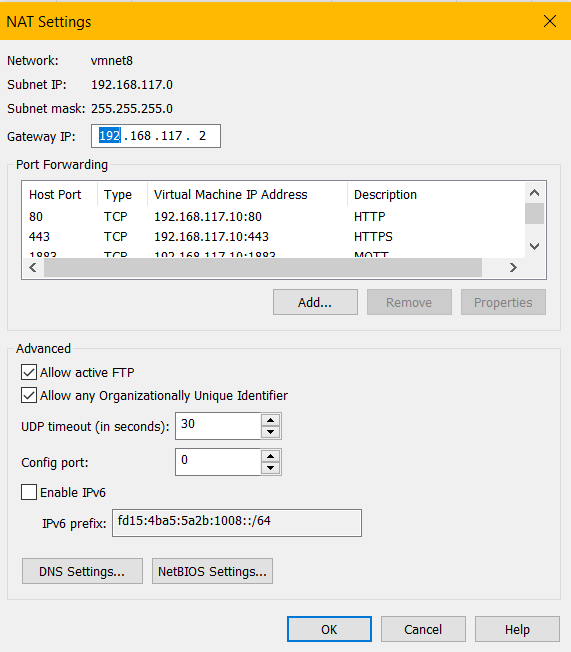 NAT Settings
Network: vmnet8
Subnet IP: 192.168.117.0
Subnet mask: 255.255.255.0
Gateway IP: 192 . 168 . 117 . 2
Port Forwarding
Host Port Type Virtual Machine IP Address Description
80 TCP 192.168.117.10:80 HTTP
443 TCP 192.168.117.10:443 HTTPS
1883 TCP 192.168.117.10:1883 MQTT
Add... Remove Properties
Advanced
Allow active FTP
Allow any Organizationally Unique Identifier
UDP timeout (in seconds): 30
Config port: 0
Enable IPv6
IPv6 prefix: fd15:4ba5:5a2b:1008::/64
DNS Settings... NetBIOS Settings...
OK Cancel Help